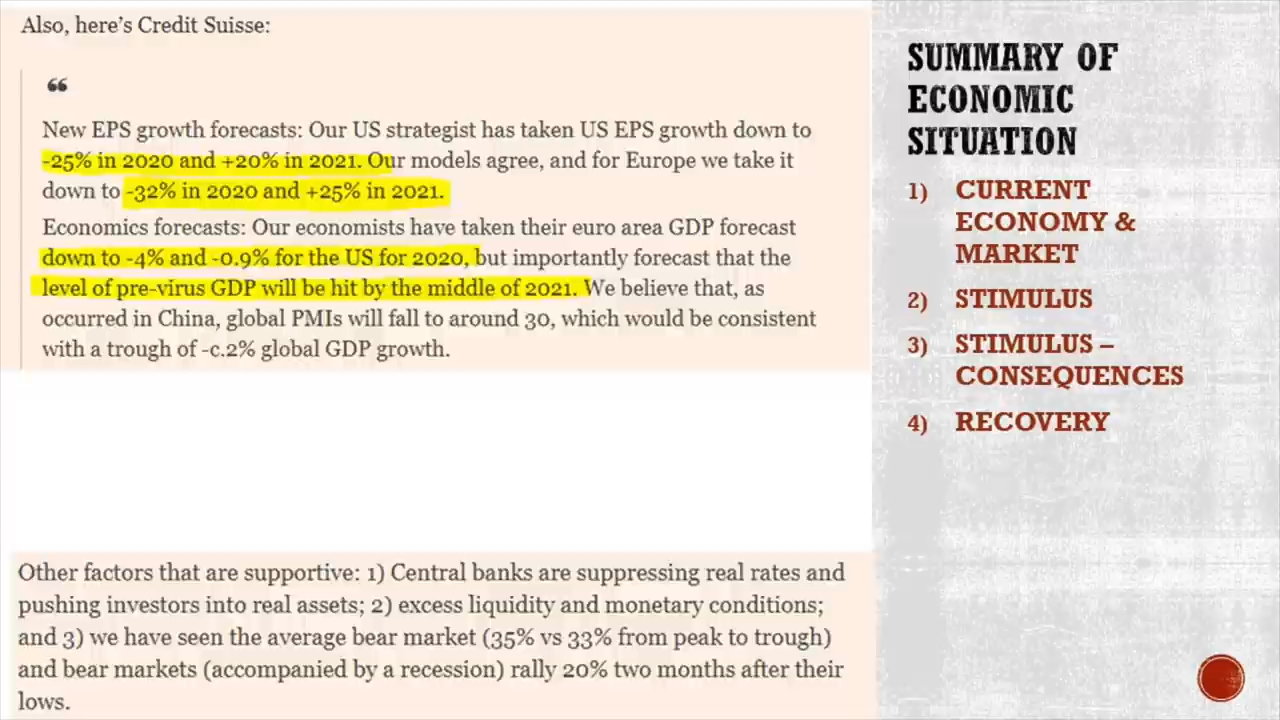 Also, here's Credit Suisse:
“
New EPS growth forecasts: Our US strategist has taken US EPS growth down to
-25% in 2020 and +20% in 2021. Our models agree, and for Europe we take it
down to -32% in 2020 and +25% in 2021.
Economics forecasts: Our economists have taken their euro area GDP forecast
down to -4% and -0.9% for the US for 2020, but importantly forecast that the
level of pre-virus GDP will be hit by the middle of 2021. We believe that, as
occurred in China, global PMIs will fall to around 30, which would be consistent
with a trough of -c.2% global GDP growth.
Other factors that are supportive: 1) Central banks are suppressing real rates and
pushing investors into real assets; 2) excess liquidity and monetary conditions;
and 3) we have seen the average bear market (35% vs 33% from peak to trough)
and bear markets (accompanied by a recession) rally 20% two months after their
lows.
SUMMARY OF
ECONOMIC
SITUATION
1) CURRENT
ECONOMY &
MARKET
2) STIMULUS
3) STIMULUS –
CONSEQUENCES
4) RECOVERY